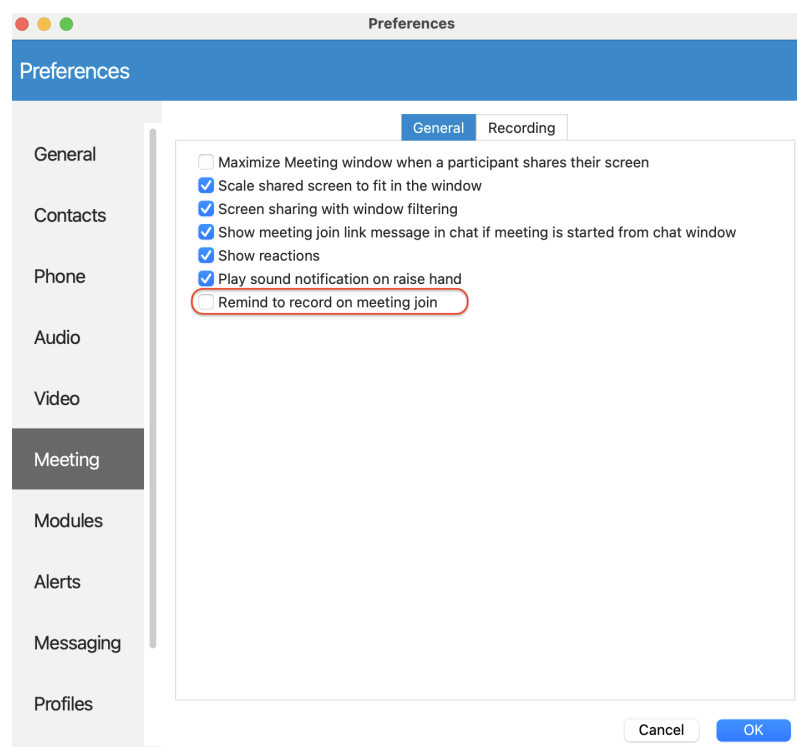 Preferences
Preferences
General
Contacts
Phone
Audio
Video
Meeting
Modules
Alerts
Messaging
Profiles
General Recording
Maximize Meeting window when a participant shares their screen
Scale shared screen to fit in the window
Screen sharing with window filtering
Show meeting join link message in chat if meeting is started from chat window
Show reactions
Play sound notification on raise hand
Remind to record on meeting join
Cancel OK